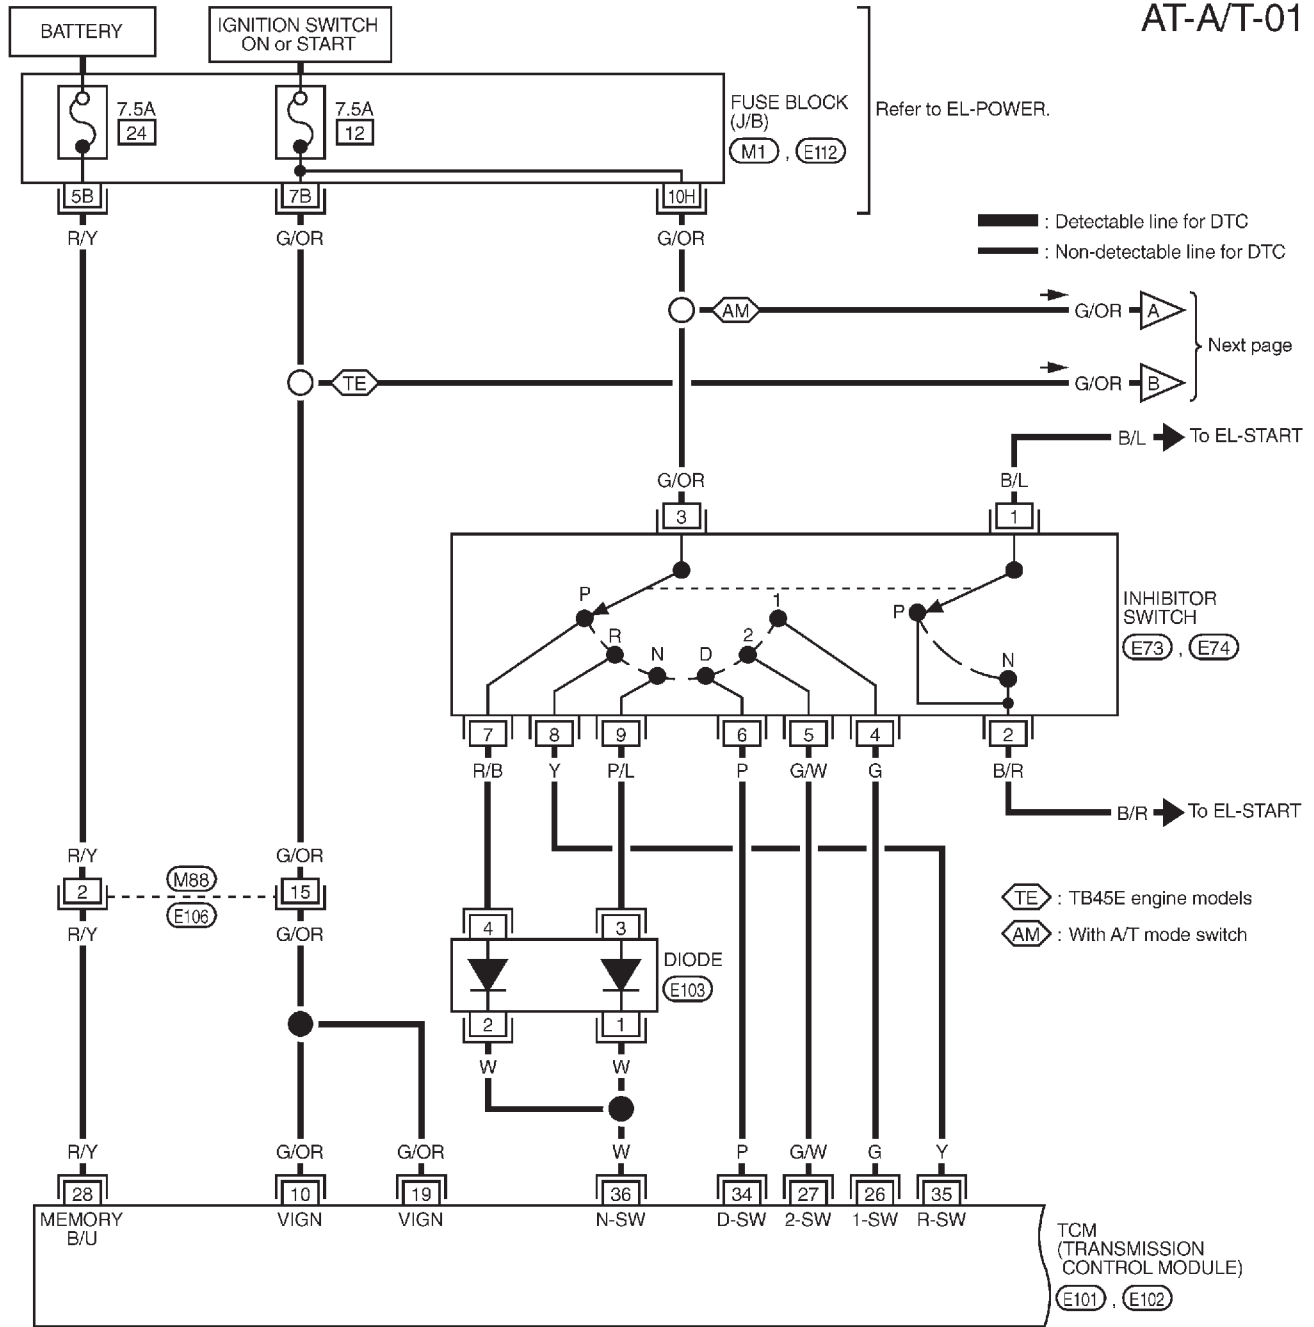 AT-A/T-01
BATTERY
IGNITION SWITCH
ON or START
7.5A
24
7.5A
12
FUSE BLOCK
(J/B)
M1 , E112
Refer to EL-POWER.
5B
7B
10H
R/Y
G/OR
G/OR
: Detectable line for DTC
: Non-detectable line for DTC
AM
G/OR
A
Next page
TE
G/OR
B
B/L
To EL-START
G/OR
B/L
3
1
P
R
N
D
2
1
P
N
INHIBITOR
SWITCH
E73 , E74
7
8
9
6
5
4
2
R/B
Y
P/L
P
G/W
G
B/R
B/R
To EL-START
R/Y
G/OR
2
M88
15
E106
R/Y
G/OR
TE : TB45E engine models
AM : With A/T mode switch
4
3
DIODE
E103
2
1
W
W
R/Y
G/OR
G/OR
W
P
G/W
G
Y
28
10
19
36
34
27
26
35
MEMORY
B/U
VIGN
VIGN
N-SW
D-SW
2-SW
1-SW
R-SW
TCM
(TRANSMISSION
CONTROL MODULE)
E101 , E102